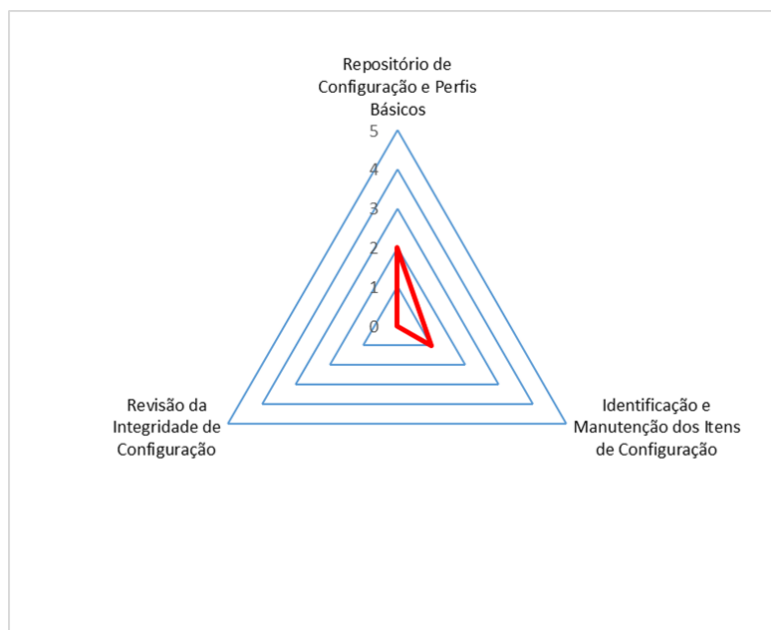 Repositório de
Configuração e Perfis
Básicos
5
4
3
2
1
0
Revisão da
Integridade de
Configuração
Identificação e
Manutenção dos Itens
de Configuração